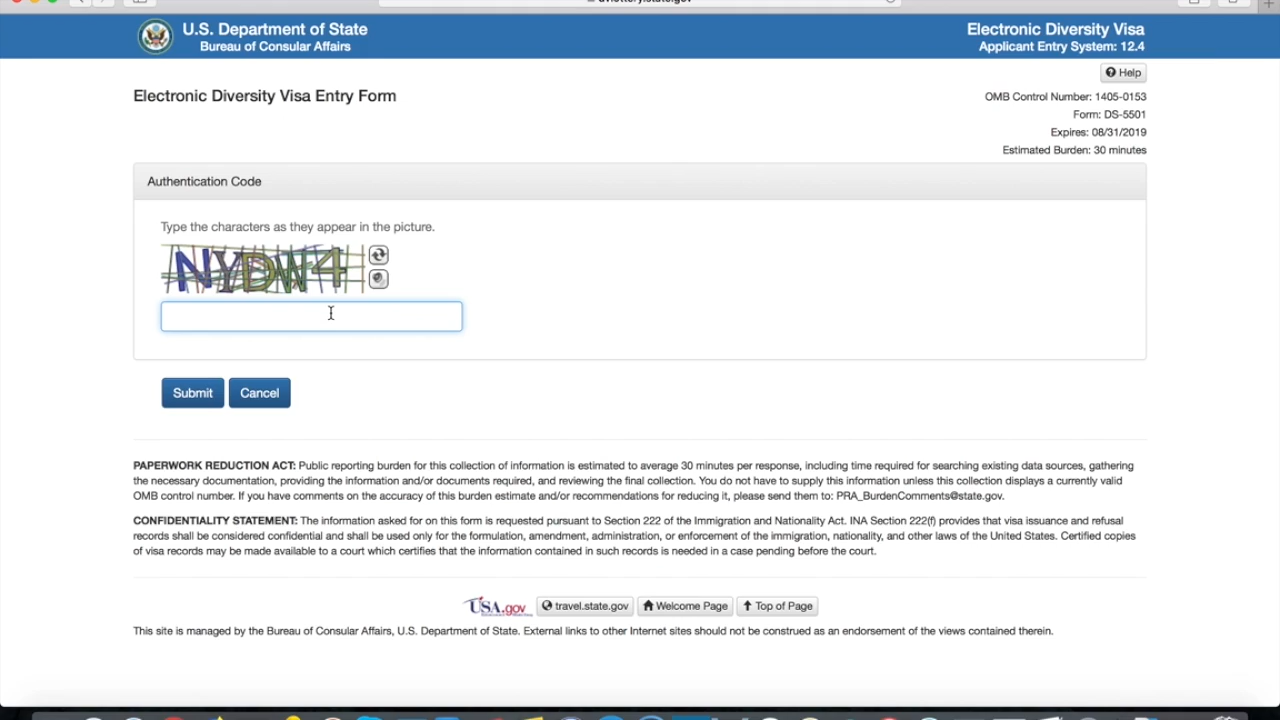 U.S. Department of State
Bureau of Consular Affairs
Electronic Diversity Visa
Applicant Entry System: 12.4
Help
Electronic Diversity Visa Entry Form
OMB Control Number: 1405-0153
Form: DS-5501
Expires: 08/31/2019
Estimated Burden: 30 minutes
Authentication Code
Type the characters as they appear in the picture.
Submit
Cancel
PAPERWORK REDUCTION ACT: Public reporting burden for this collection of information is estimated to average 30 minutes per response, including time required for searching existing data sources, gathering
the necessary documentation, providing the information and/or documents required, and reviewing the final collection. You do not have to supply this information unless this collection displays a currently valid
OMB control number. If you have comments on the accuracy of this burden estimate and/or recommendations for reducing it, please send them to: PRA_BurdenComments@state.gov.
CONFIDENTIALITY STATEMENT: The information asked for on this form is requested pursuant to Section 222 of the Immigration and Nationality Act. INA Section 222(f) provides that visa issuance and refusal
records shall be considered confidential and shall be used only for the formulation, amendment, administration, or enforcement of the immigration, nationality, and other laws of the United States. Certified copies
of visa records may be made available to a court which certifies that the information contained in such records is needed in a case pending before the court.
USA.gov
travel.state.gov
Welcome Page
Top of Page
This site is managed by the Bureau of Consular Affairs, U.S. Department of State. External links to other Internet sites should not be construed as an endorsement of the views contained therein.